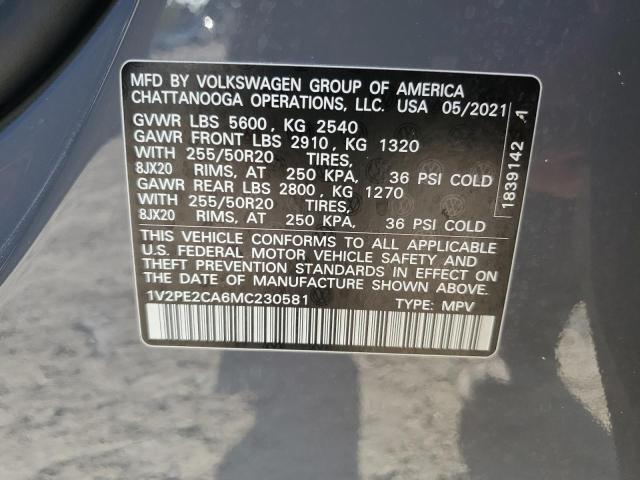 MFD BY VOLKSWAGEN GROUP OF AMERICA
CHATTANOOGA OPERATIONS, LLC. USA 05/2021
GVWR LBS 5600, KG 2540
GAWR FRONT LBS 2910, KG 1320
WITH 255/50R20 TIRES,
8JX20 RIMS, AT 250 KPA, 36 PSI COLD
GAWR REAR LBS 2800, KG 1270
WITH 255/50R20 TIRES,
8JX20 RIMS, AT 250 KPA, 36 PSI COLD
THIS VEHICLE CONFORMS TO ALL APPLICABLE
U.S. FEDERAL MOTOR VEHICLE SAFETY AND
THEFT PREVENTION STANDARDS IN EFFECT ON
THE DATE OF MANUFACTURE SHOWN ABOVE.
1V2PE2CA6MC230581 TYPE: MPV
1839142 A